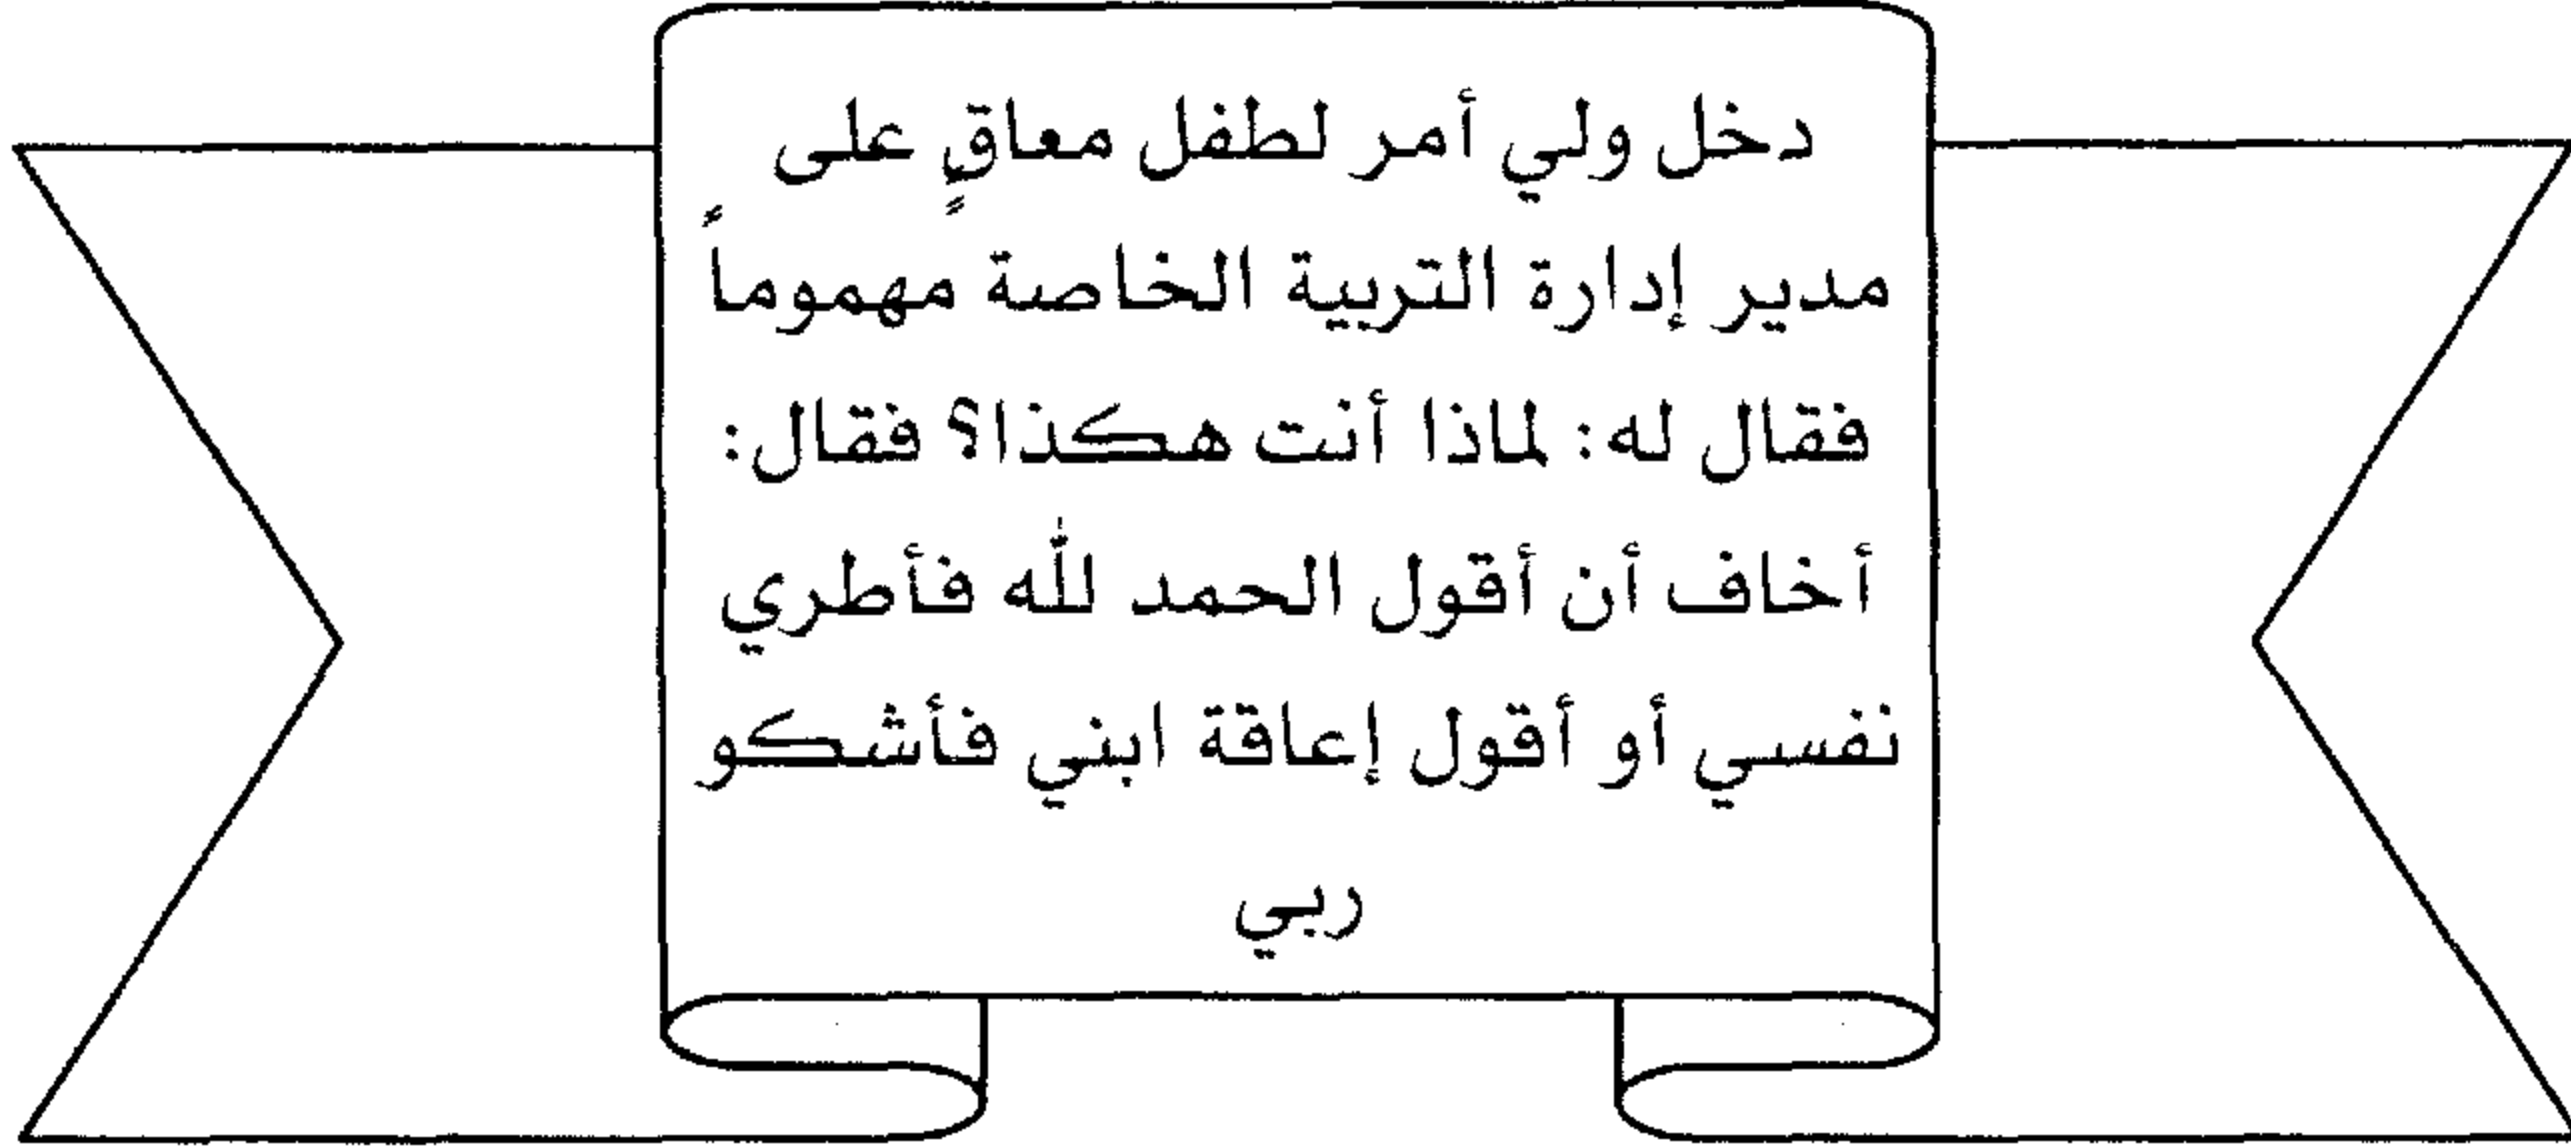 دخل ولي أمر لطفل معاقٍ على
مدير إدارة التربية الخاصة مهموماً
فقال له: لماذا أنت هكذا؟ فقال:
أخاف أن أقول الحمد لله فأطري
نفسي أو أقول إعاقة ابني فأشكو
ربي